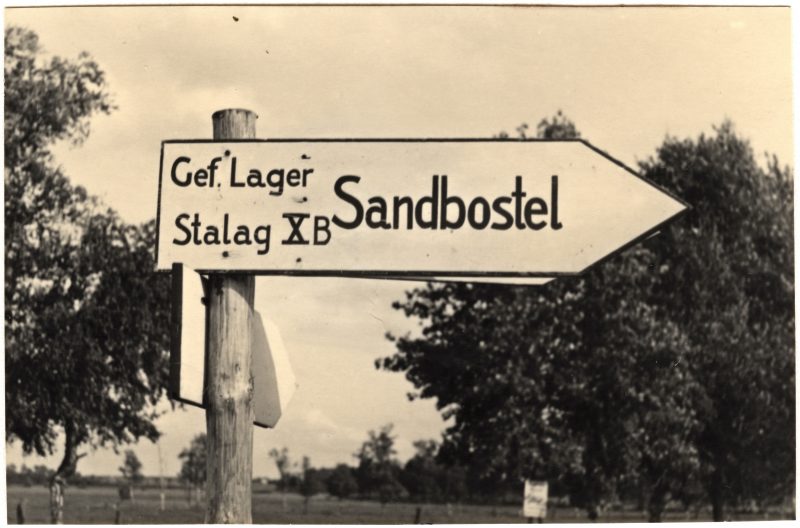 Gef. Lager
Stalag XB
Sandbostel